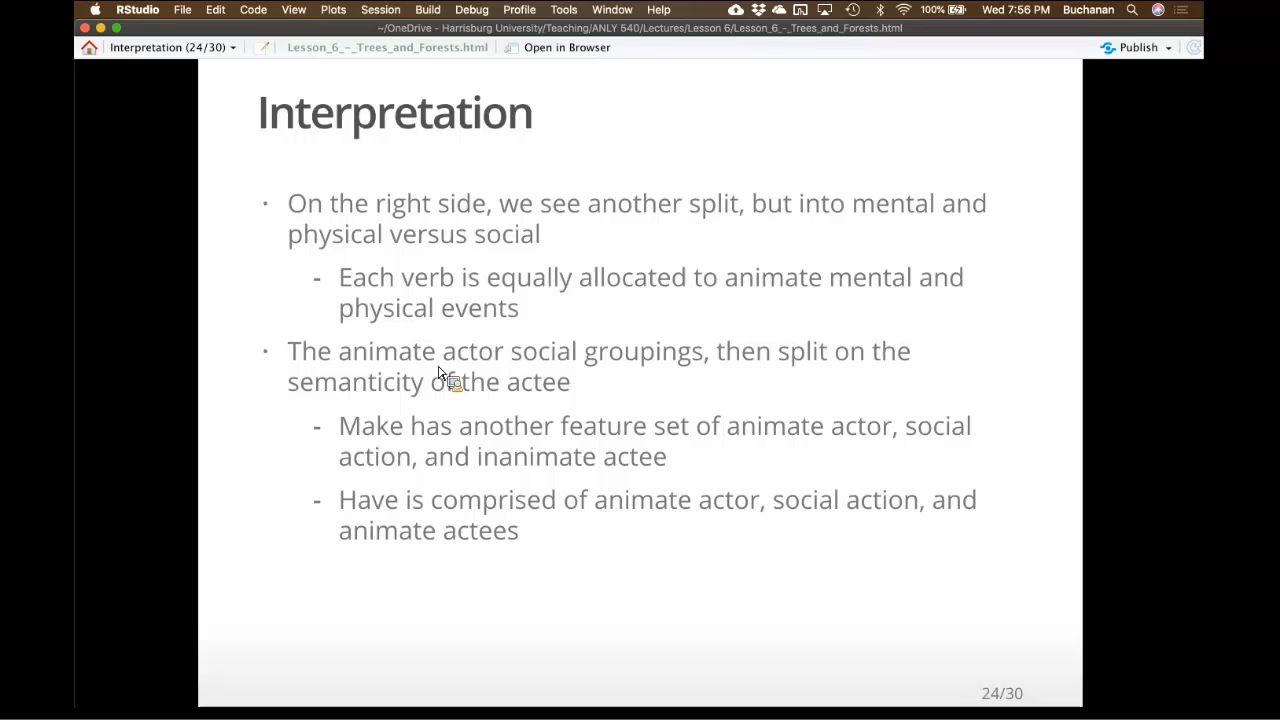 RStudio File Edit Code View Plots Session Build Debug Profile Tools Window Help 100% Wed 7:56 PM Buchanan
~/OneDrive - Harrisburg University/Teaching/ANLY 540/Lectures/Lesson 6/Lesson_6_-_Trees_and_Forests.html
Interpretation (24/30) Lesson_6_-_Trees_and_Forests.html Open in Browser Publish
Interpretation
· On the right side, we see another split, but into mental and
physical versus social
- Each verb is equally allocated to animate mental and
physical events
· The animate actor social groupings, then split on the
semanticity of the actee
- Make has another feature set of animate actor, social
action, and inanimate actee
- Have is comprised of animate actor, social action, and
animate actees
24/30